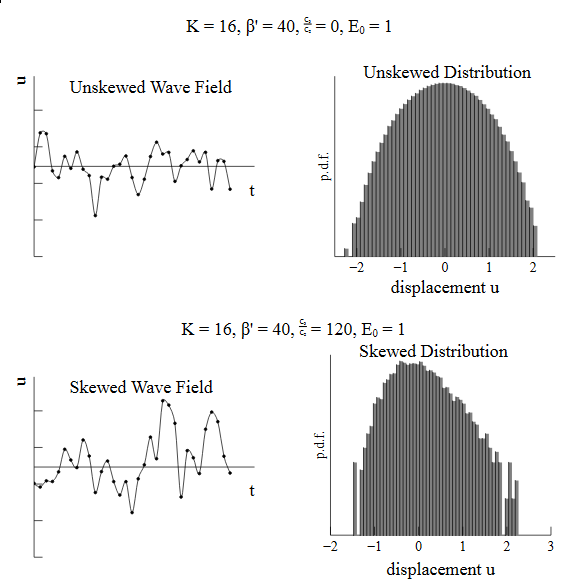 K = 16, β' = 40, = 0, E₀ = 1
u
Unskewed Wave Field
t
Unskewed Distribution
p.d.f.
−2 −1 0 1 2
displacement u
K = 16, β' = 40, = 120, E₀ = 1
u
Skewed Wave Field
t
Skewed Distribution
p.d.f.
−2 −1 0 1 2 3
displacement u